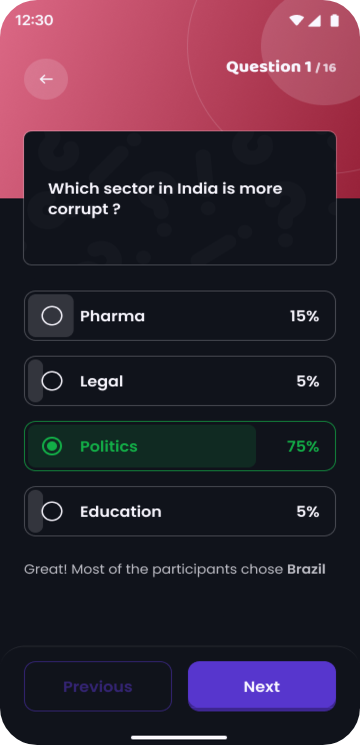 12:30
Question 1 / 16
Which sector in India is more
corrupt ?
Pharma 15%
Legal 5%
Politics 75%
Education 5%
Great! Most of the participants chose Brazil
Previous Next